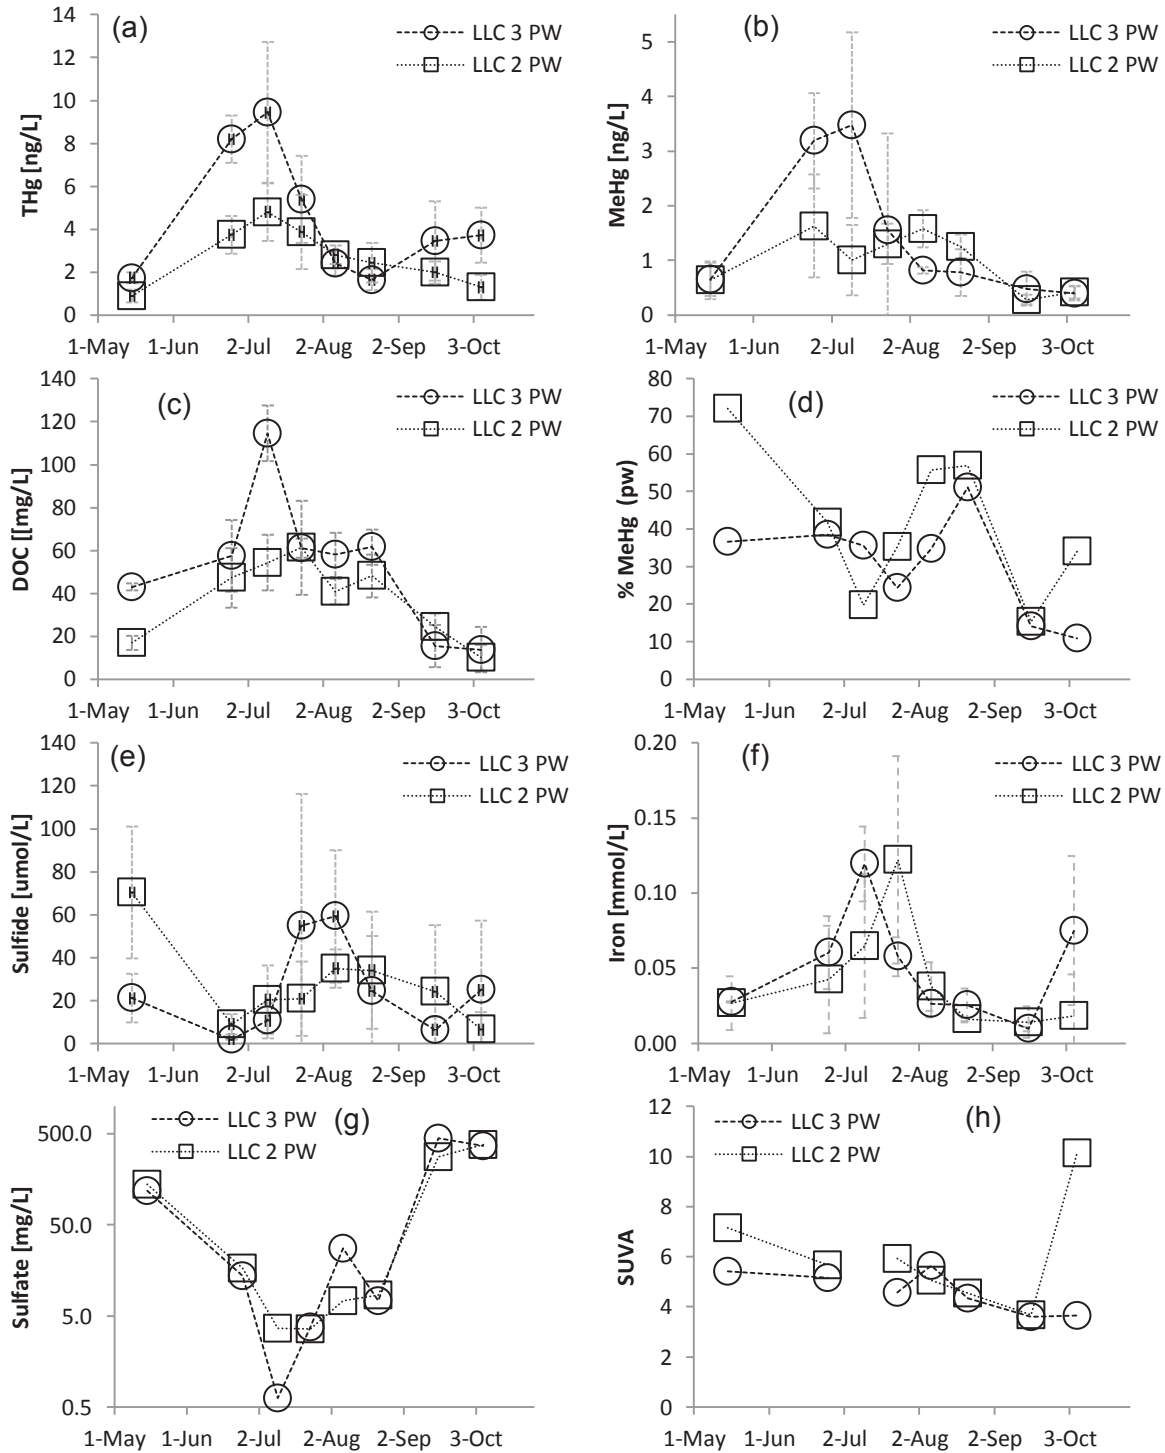 (a)
LLC 3 PW
LLC 2 PW
THg [ng/L]
14
12
10
8
6
4
2
0
1-May 1-Jun 2-Jul 2-Aug 2-Sep 3-Oct
(b)
LLC 3 PW
LLC 2 PW
MeHg [ng/L]
5
4
3
2
1
0
1-May 1-Jun 2-Jul 2-Aug 2-Sep 3-Oct
(c)
LLC 3 PW
LLC 2 PW
DOC [[mg/L]
140
120
100
80
60
40
20
0
1-May 1-Jun 2-Jul 2-Aug 2-Sep 3-Oct
(d)
LLC 3 PW
LLC 2 PW
% MeHg (pw)
80
70
60
50
40
30
20
10
0
1-May 1-Jun 2-Jul 2-Aug 2-Sep 3-Oct
(e)
LLC 3 PW
LLC 2 PW
Sulfide [umol/L]
140
120
100
80
60
40
20
0
1-May 1-Jun 2-Jul 2-Aug 2-Sep 3-Oct
(f)
LLC 3 PW
LLC 2 PW
Iron [mmol/L]
0.20
0.15
0.10
0.05
0.00
1-May 1-Jun 2-Jul 2-Aug 2-Sep 3-Oct
(g)
LLC 3 PW
LLC 2 PW
Sulfate [mg/L]
500.0
50.0
5.0
0.5
1-May 1-Jun 2-Jul 2-Aug 2-Sep 3-Oct
(h)
LLC 3 PW
LLC 2 PW
SUVA
12
10
8
6
4
2
0
1-May 1-Jun 2-Jul 2-Aug 2-Sep 3-Oct